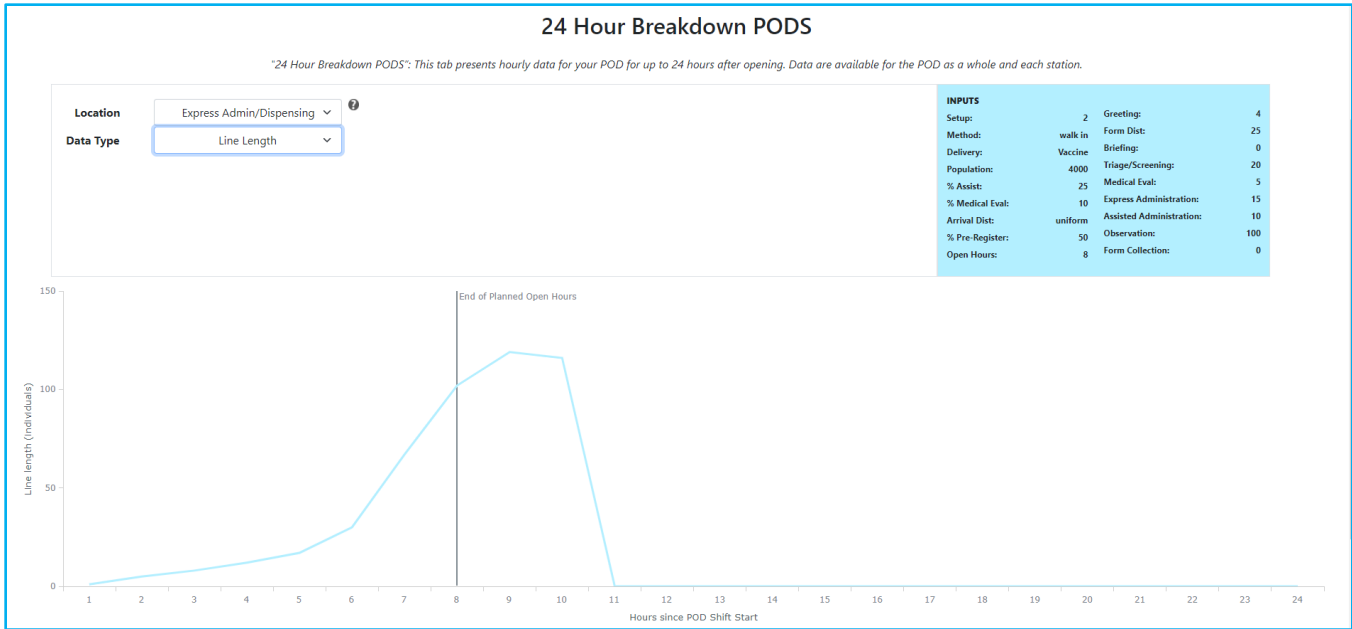 24 Hour Breakdown PODS
"24 Hour Breakdown PODS": This tab presents hourly data for your POD for up to 24 hours after opening. Data are available for the POD as a whole and each station.
Location Express Admin/Dispensing ?
Data Type Line Length
INPUTS
Setup: 2
Method: walk in
Delivery: Vaccine
Population: 4000
% Assist: 25
% Medical Eval: 10
Arrival Dist: uniform
% Pre-Register: 50
Open Hours: 8
Greeting: 4
Form Dist: 25
Briefing: 0
Triage/Screening: 20
Medical Eval: 5
Express Administration: 15
Assisted Administration: 10
Observation: 100
Form Collection: 0
End of Planned Open Hours
Line length (Individuals)
150
100
50
0
1 2 3 4 5 6 7 8 9 10 11 12 13 14 15 16 17 18 19 20 21 22 23 24
Hours since POD Shift Start